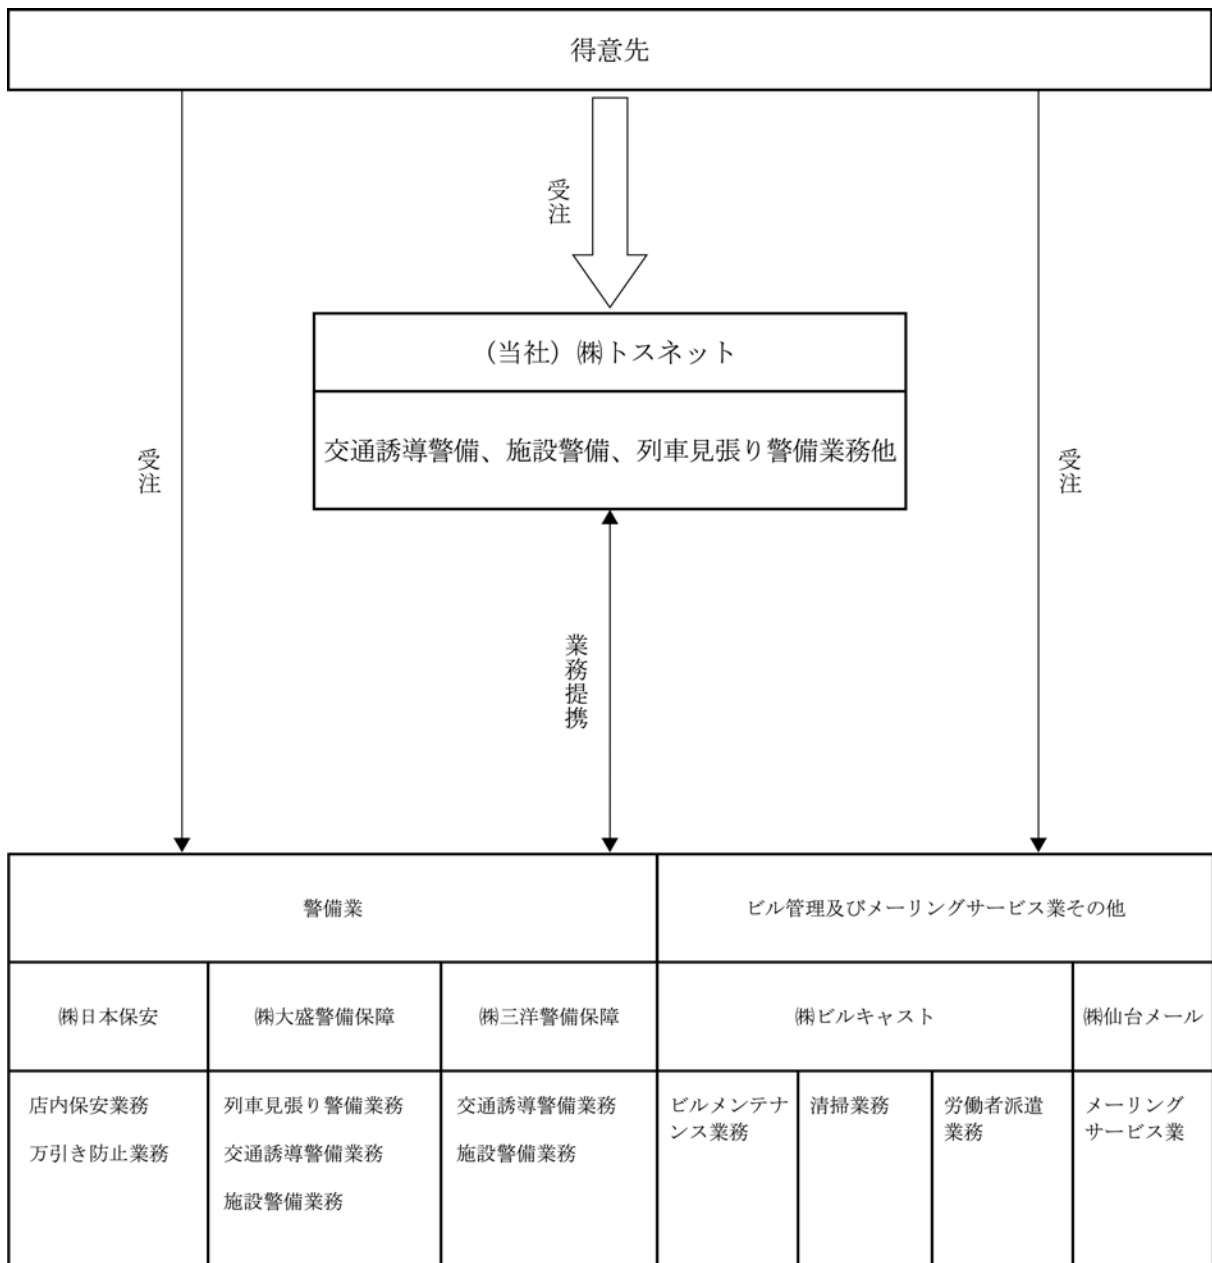 得意先
受注
(当社)㈱トスネット
交通誘導警備、施設警備、列車見張り警備業務他
受注
受注
業務提携
警備業
ビル管理及びメーリングサービス業その他
㈱日本保安
㈱大盛警備保障
㈱三洋警備保障
㈱ビルキャスト
㈱仙台メール
店内保安業務
万引き防止業務
列車見張り警備業務
交通誘導警備業務
施設警備業務
交通誘導警備業務
施設警備業務
ビルメンテナ
ンス業務
清掃業務
労働者派遣
業務
メーリング
サービス業